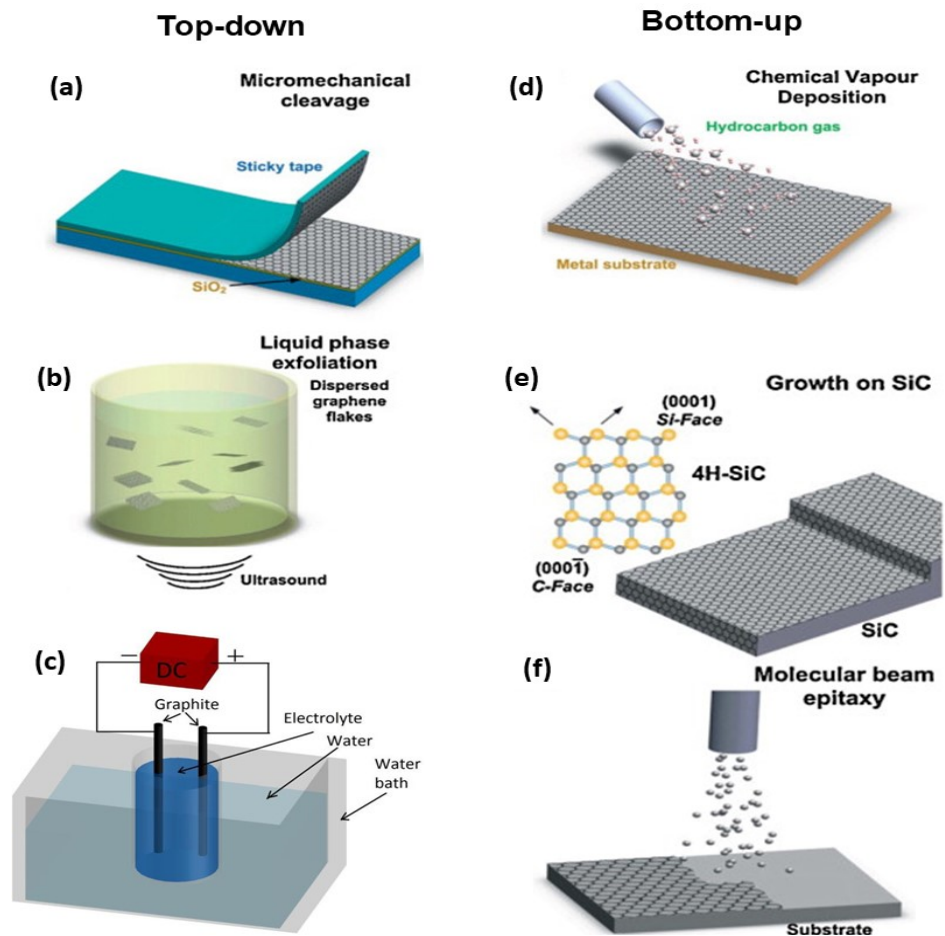 Top-down
Bottom-up
(a)
Micromechanical
cleavage
Sticky tape
SiO₂
(b)
Liquid phase
exfoliation
Dispersed
graphene
flakes
Ultrasound
(c)
− DC +
Graphite
Electrolyte
Water
Water
bath
(d)
Chemical Vapour
Deposition
Hydrocarbon gas
Metal substrate
(e)
Growth on SiC
(0001)
Si-Face
4H-SiC
(0001̅)
C-Face
SiC
(f)
Molecular beam
epitaxy
Substrate